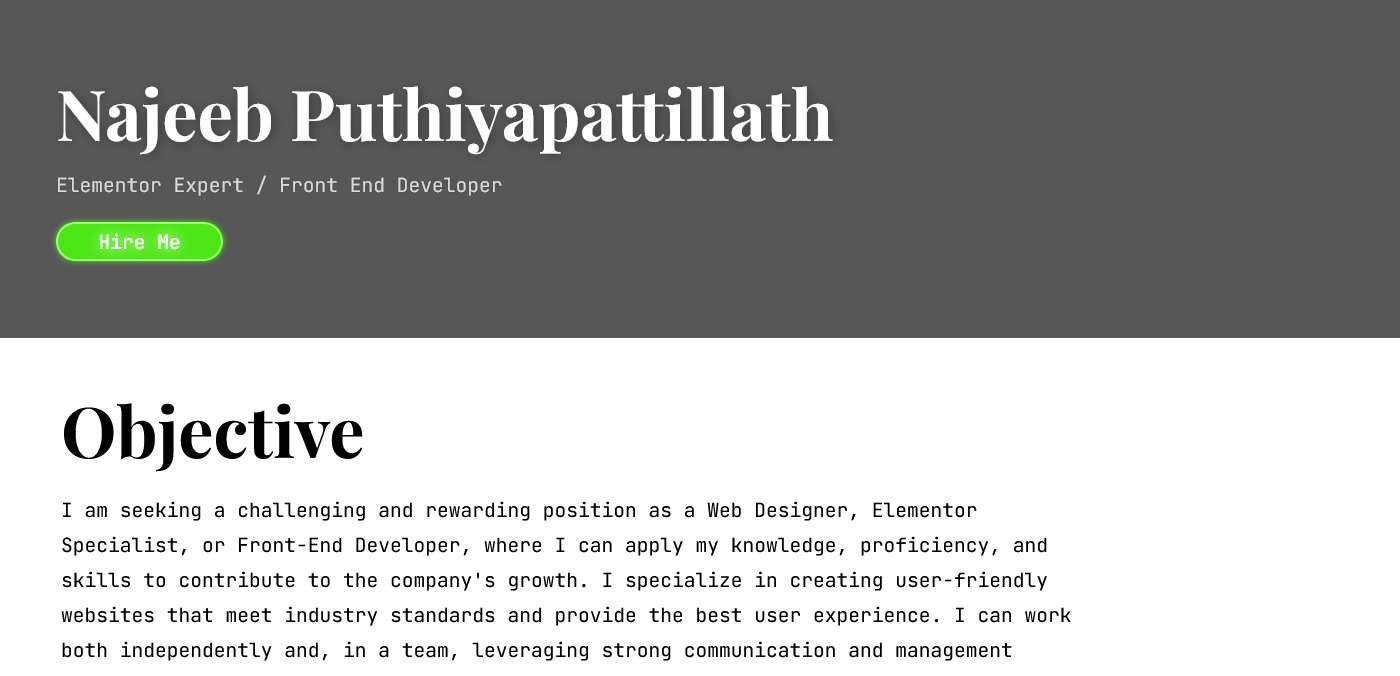 Najeeb Puthiyapattillath
Elementor Expert / Front End Developer
Hire Me
Objective
I am seeking a challenging and rewarding position as a Web Designer, Elementor
Specialist, or Front-End Developer, where I can apply my knowledge, proficiency, and
skills to contribute to the company's growth. I specialize in creating user-friendly
websites that meet industry standards and provide the best user experience. I can work
both independently and, in a team, leveraging strong communication and management